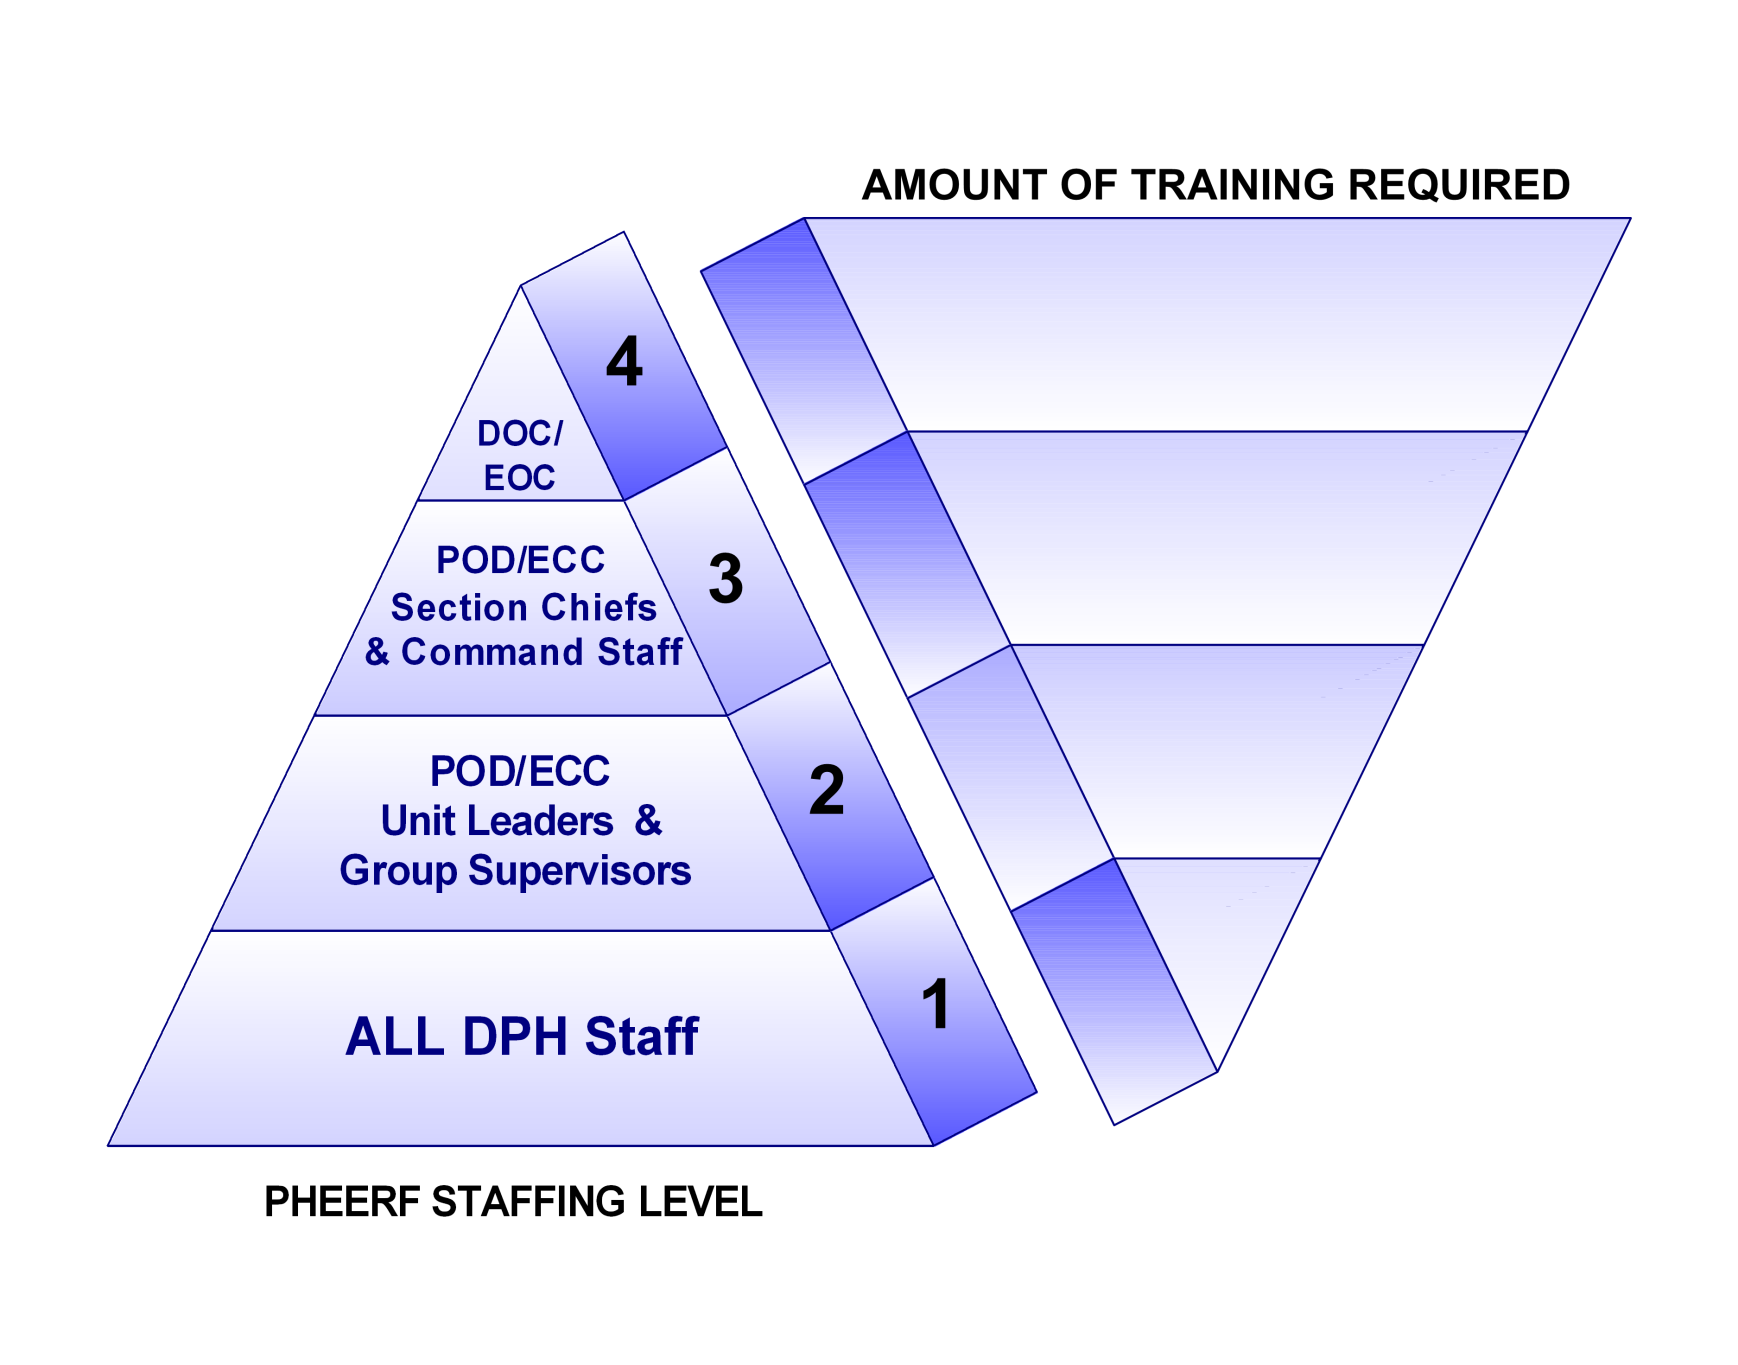 AMOUNT OF TRAINING REQUIRED
4
DOC/
EOC
3
POD/ECC
Section Chiefs
& Command Staff
2
POD/ECC
Unit Leaders &
Group Supervisors
1
ALL DPH Staff
PHEERF STAFFING LEVEL